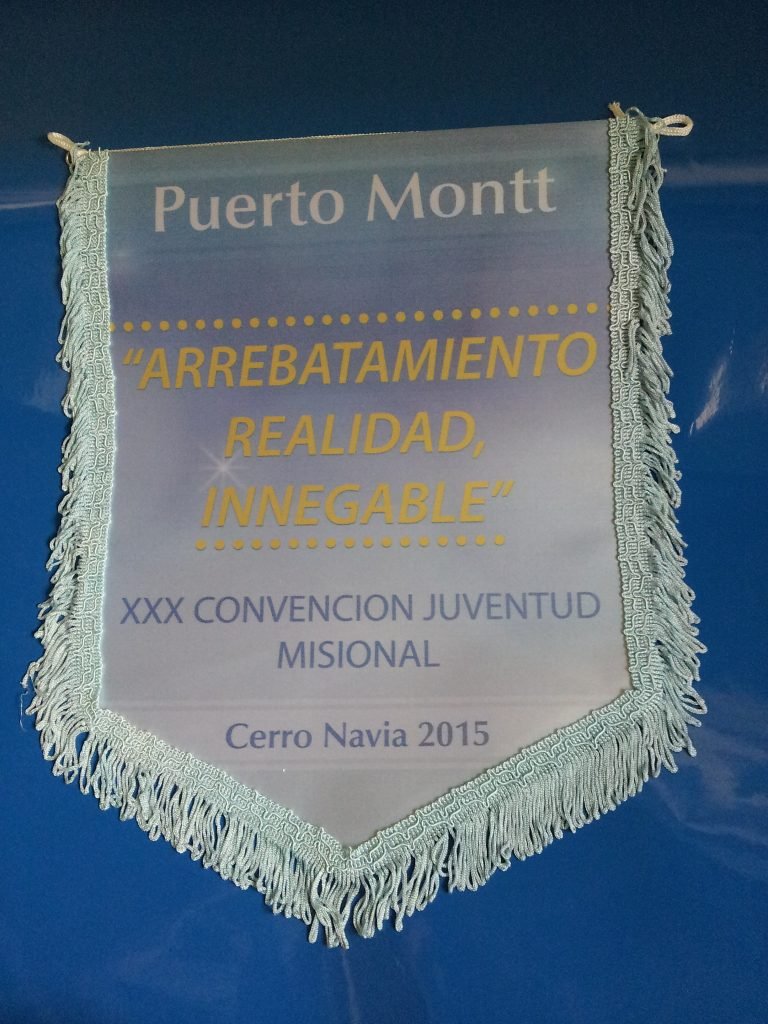 Puerto Montt
“ARREBATAMIENTO
REALIDAD,
INNEGABLE”
XXX CONVENCION JUVENTUD
MISIONAL
Cerro Navia 2015